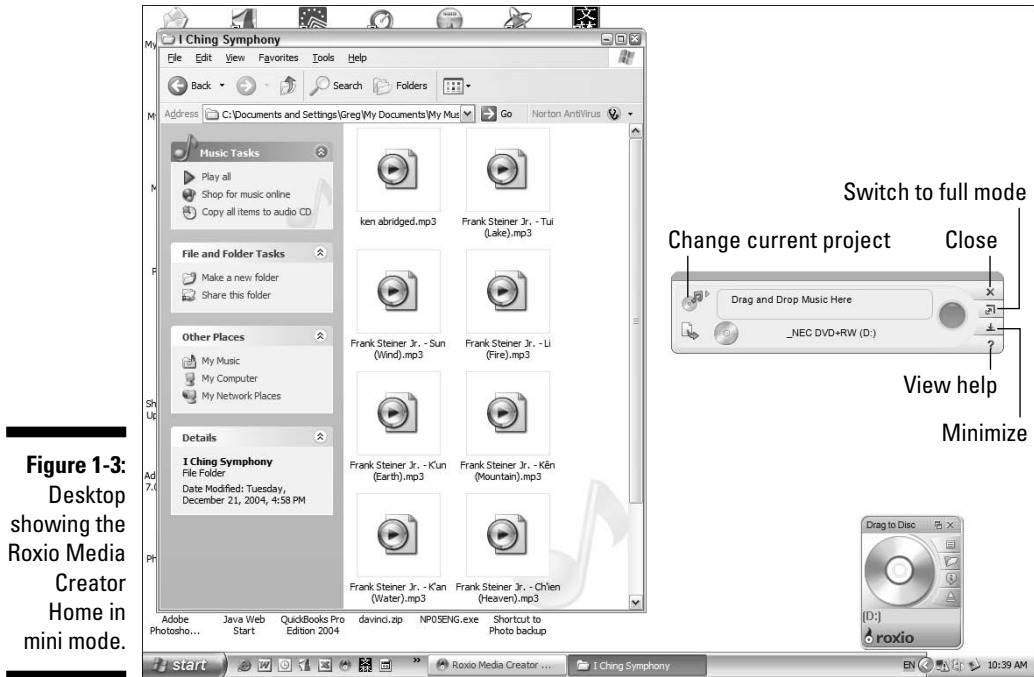 I Ching Symphony
File Edit View Favorites Tools Help
Back Search Folders
Address C:\Documents and Settings\Greg\My Documents\My Mus Go Norton AntiVirus
Music Tasks
Play all
Shop for music online
Copy all items to audio CD
File and Folder Tasks
Make a new folder
Share this folder
Other Places
My Music
My Computer
My Network Places
Details
I Ching Symphony
File Folder
Date Modified: Tuesday,
December 21, 2004, 4:58 PM
ken abridged.mp3
Frank Steiner Jr. - Tui
(Lake).mp3
Frank Steiner Jr. - Sun
(Wind).mp3
Frank Steiner Jr. - Li
(Fire).mp3
Frank Steiner Jr. - K'un
(Earth).mp3
Frank Steiner Jr. - Kên
(Mountain).mp3
Frank Steiner Jr. - K'an
(Water).mp3
Frank Steiner Jr. - Ch'ien
(Heaven).mp3
Switch to full mode
Change current project
Close
Drag and Drop Music Here
_NEC DVD+RW (D:)
?
View help
Minimize
Drag to Disc
(D:)
roxio
Adobe
Photosho...
Java Web
Start
QuickBooks Pro
Edition 2004
davinci.zip
NP05ENG.exe
Shortcut to
Photo backup
start
Roxio Media Creator ...
I Ching Symphony
EN
10:39 AM
Figure 1-3:
Desktop
showing the
Roxio Media
Creator
Home in
mini mode.